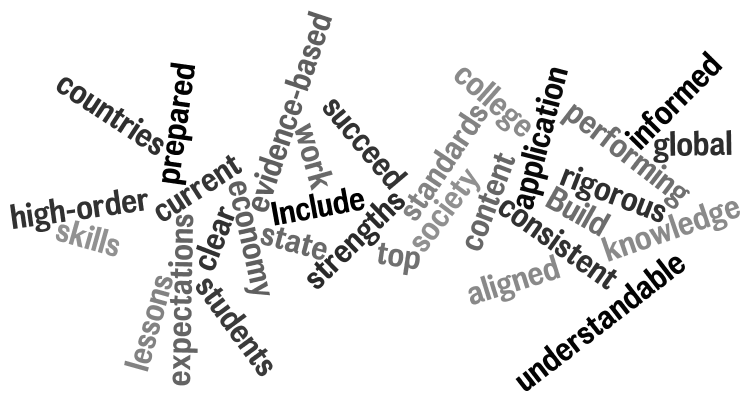 countries
prepared
high-order
skills
current
lessons
expectations
clear
students
economy
evidence-based
work
state
Include
succeed
strengths
top
standards
society
college
content
application
consistent
aligned
performing
rigorous
Build
informed
global
knowledge
understandable